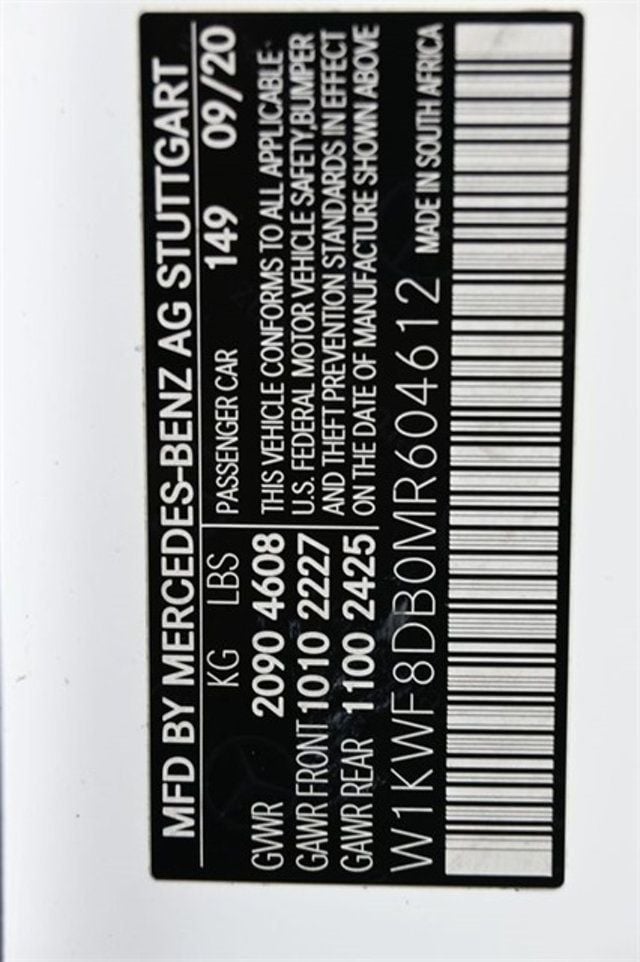 MFD BY MERCEDES-BENZ AG STUTTGART
KG LBS PASSENGER CAR 149 09/20
GVWR 2090 4608 THIS VEHICLE CONFORMS TO ALL APPLICABLE
GAWR FRONT 1010 2227 U.S. FEDERAL MOTOR VEHICLE SAFETY,BUMPER
AND THEFT PREVENTION STANDARDS IN EFFECT
GAWR REAR 1100 2425 ON THE DATE OF MANUFACTURE SHOWN ABOVE
W1KWF8DB0MR604612 MADE IN SOUTH AFRICA